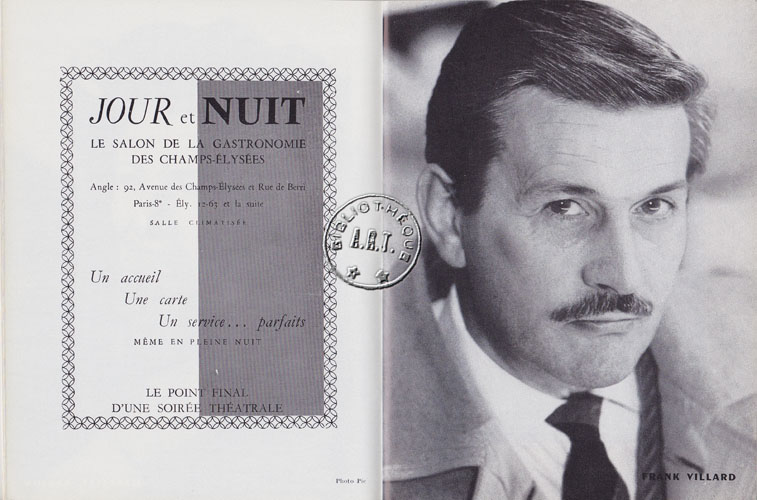 JOUR et NUIT
LE SALON DE LA GASTRONOMIE
DES CHAMPS-ÉLYSÉES
Angle : 92, Avenue des Champs-Élysées et Rue de Berri
Paris-8e - Ély. 12-63 et la suite
SALLE CLIMATISÉE
Un accueil
Une carte
Un service... parfaits
MÊME EN PLEINE NUIT
LE POINT FINAL
D'UNE SOIRÉE THÉATRALE
Photo Pic
BIBLIOTHÈQUE
A.R.T.
FRANK VILLARD